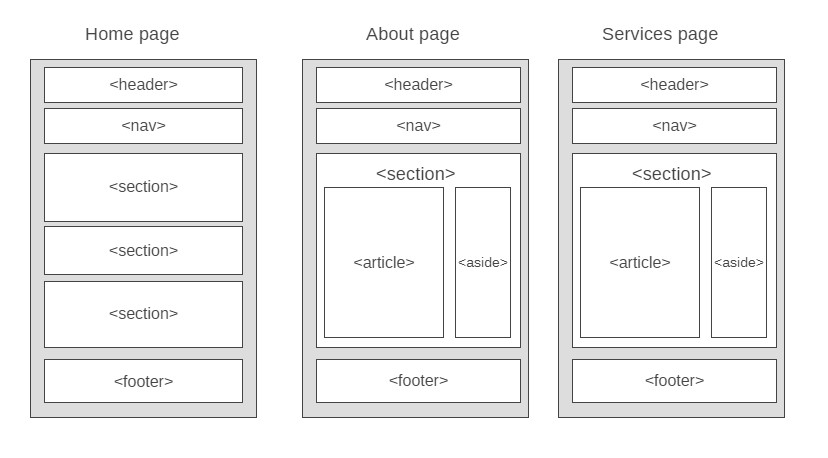 Home page
<header>
<nav>
<section>
<section>
<section>
<footer>
About page
<header>
<nav>
<section>
<article>
<aside>
<footer>
Services page
<header>
<nav>
<section>
<article>
<aside>
<footer>